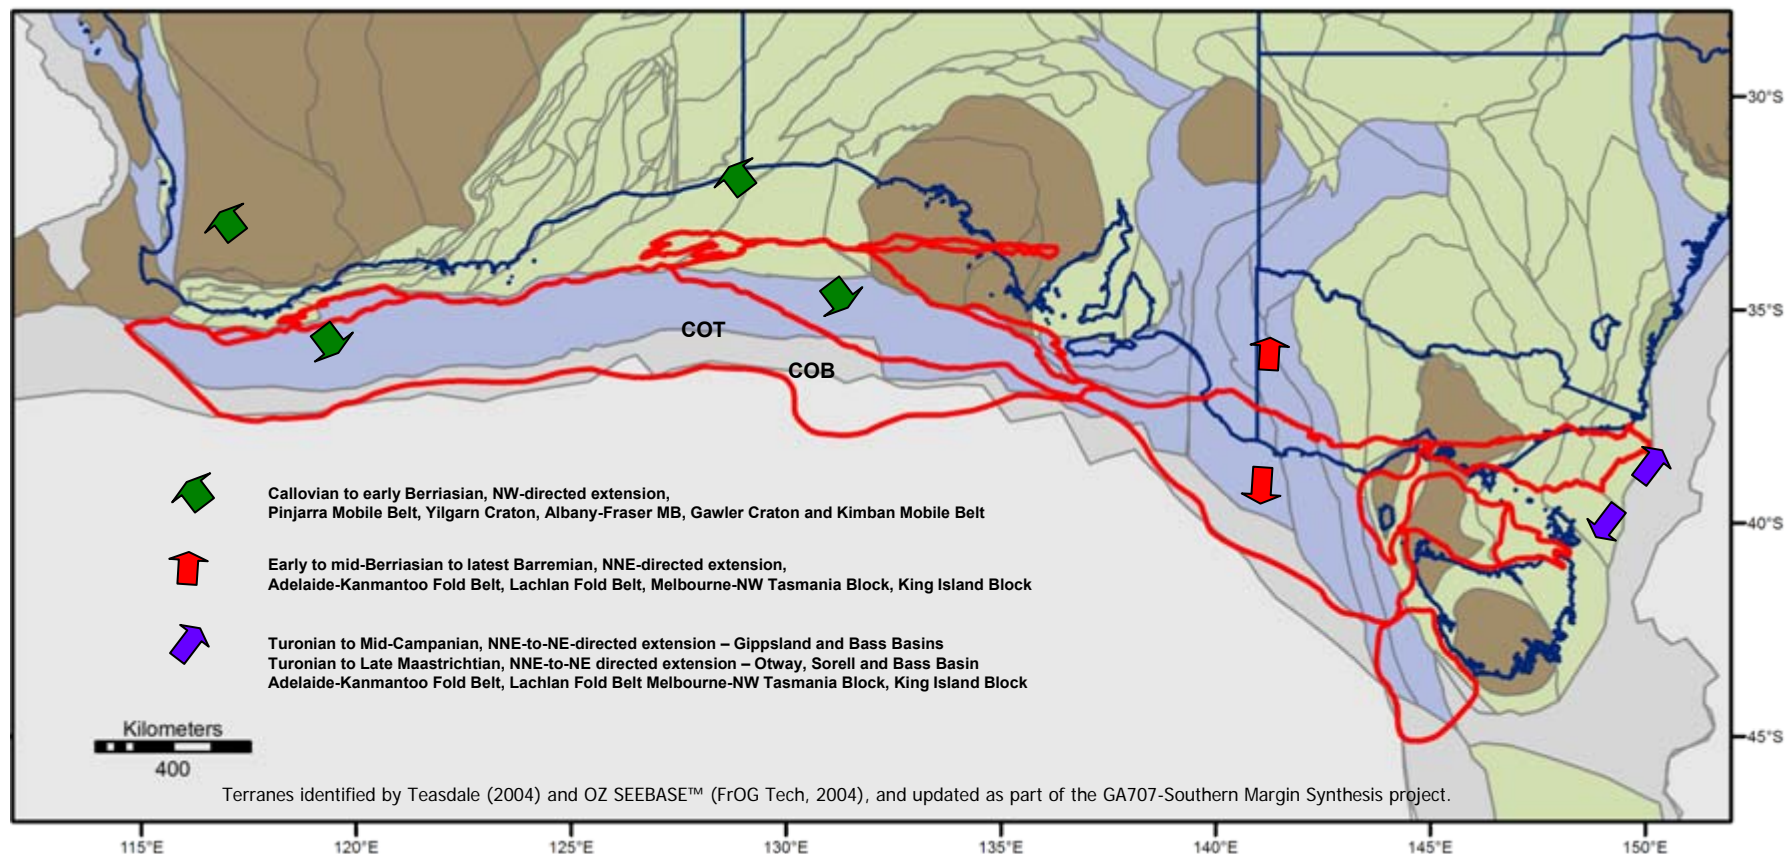 30°S
35°S
COT
COB
40°S
Callovian to early Berriasian, NW-directed extension,
Pinjarra Mobile Belt, Yilgarn Craton, Albany-Fraser MB, Gawler Craton and Kimban Mobile Belt
Early to mid-Berriasian to latest Barremian, NNE-directed extension,
Adelaide-Kanmantoo Fold Belt, Lachlan Fold Belt, Melbourne-NW Tasmania Block, King Island Block
Turonian to Mid-Campanian, NNE-to-NE-directed extension – Gippsland and Bass Basins
Turonian to Late Maastrichtian, NNE-to-NE directed extension – Otway, Sorell and Bass Basin
Adelaide-Kanmantoo Fold Belt, Lachlan Fold Belt Melbourne-NW Tasmania Block, King Island Block
Kilometers
400
45°S
Terranes identified by Teasdale (2004) and OZ SEEBASE™ (FrOG Tech, 2004), and updated as part of the GA707-Southern Margin Synthesis project.
115°E 120°E 125°E 130°E 135°E 140°E 145°E 150°E